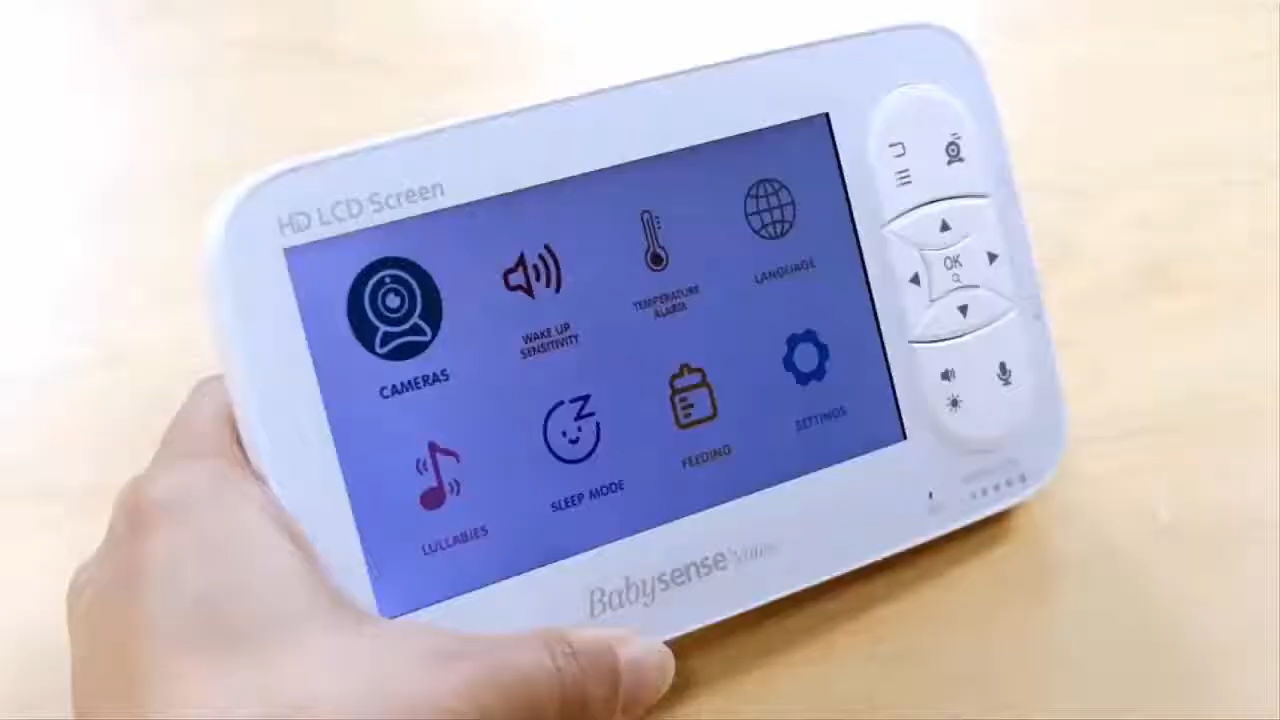 HD LCD Screen
CAMERAS
WAKE UP
SENSITIVITY
TEMPERATURE
ALARM
LANGUAGE
LULLABIES
SLEEP MODE
FEEDING
SETTINGS
OK
Babysense